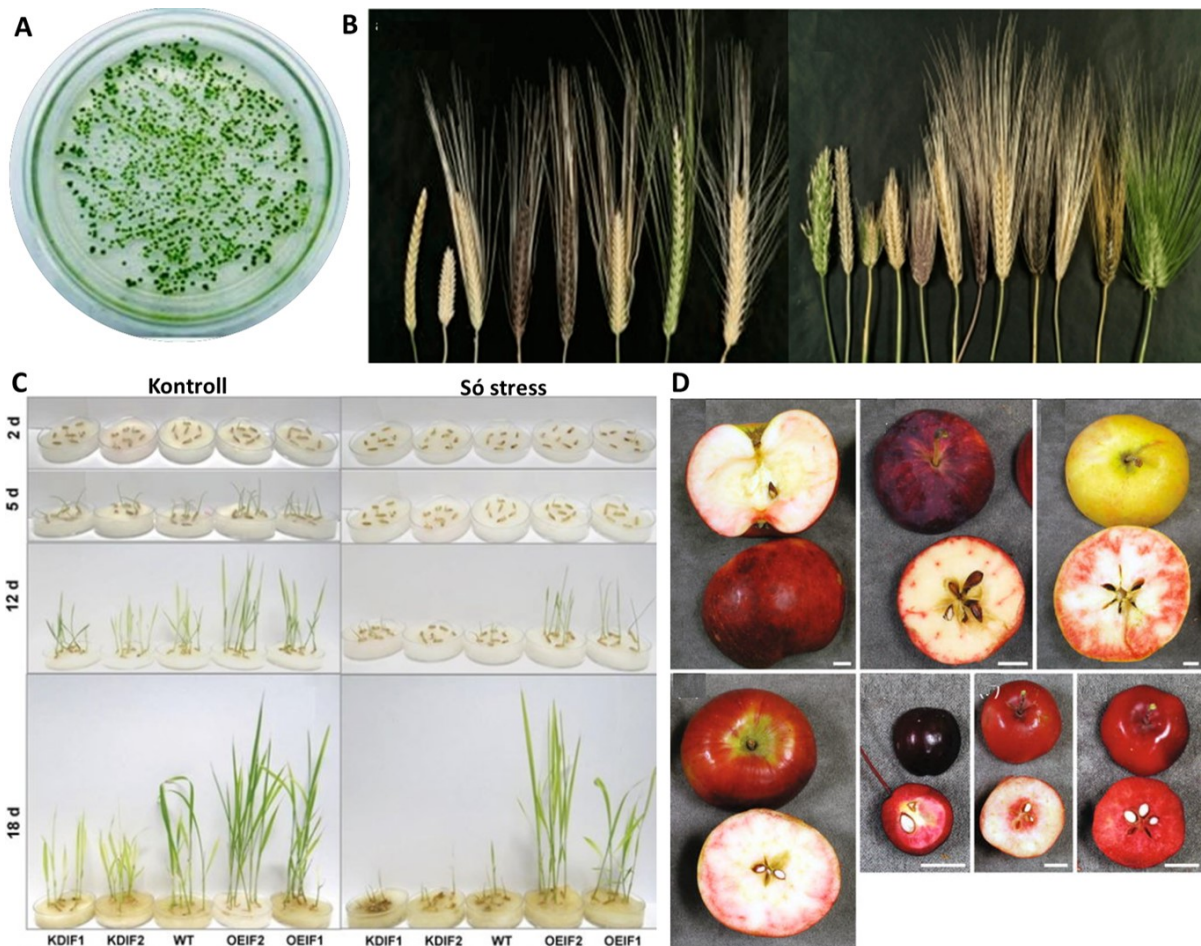 A
B
C
Kontroll
Só stress
D
2 d
5 d
12 d
18 d
KDIF1 KDIF2 WT OEIF2 OEIF1
KDIF1 KDIF2 WT OEIF2 OEIF1